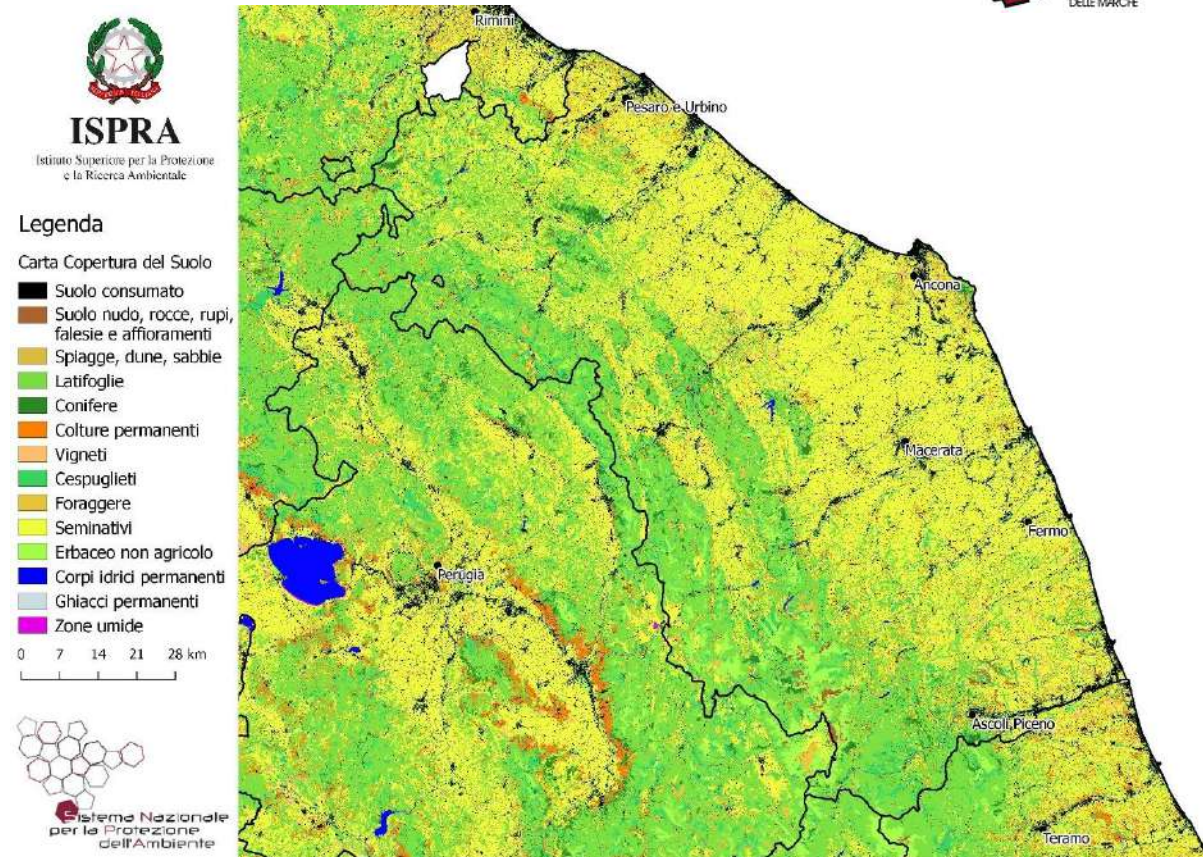 DELLE MARCHE
ISPRA
Istituto Superiore per la Protezione
e la Ricerca Ambientale
Legenda
Carta Copertura del Suolo
Suolo consumato
Suolo nudo, rocce, rupi,
falesie e affioramenti
Spiagge, dune, sabbie
Latifoglie
Conifere
Colture permanenti
Vigneti
Cespuglieti
Foraggere
Seminativi
Erbaceo non agricolo
Corpi idrici permanenti
Ghiacci permanenti
Zone umide
0 7 14 21 28 km
Sistema Nazionale
per la Protezione
dell'Ambiente
Rimini
Pesaro e Urbino
Ancona
Macerata
Fermo
Perugia
Ascoli Piceno
Teramo